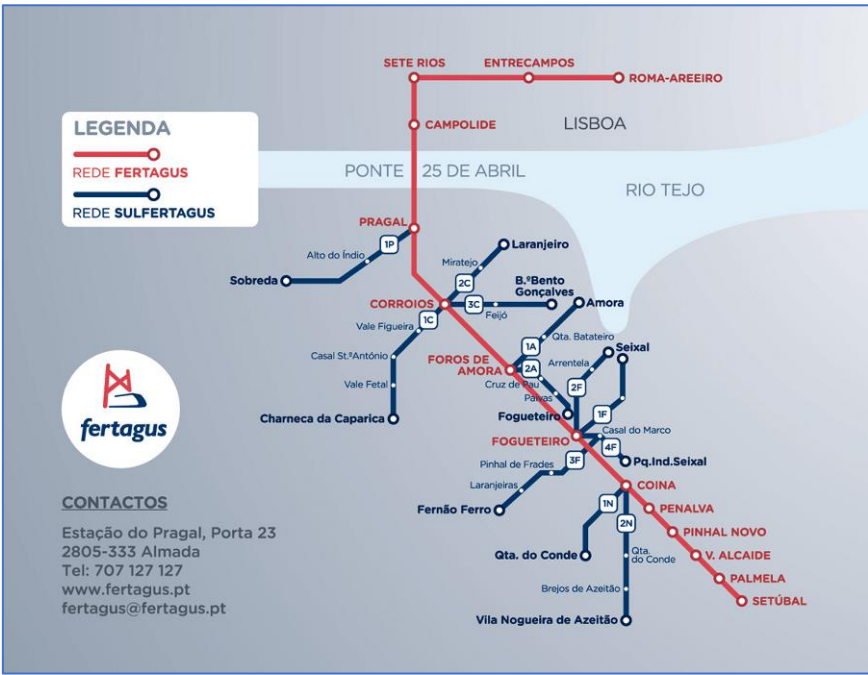 SETE RIOS
ENTRECAMPOS
ROMA-AREEIRO
CAMPOLIDE
LISBOA
LEGENDA
REDE FERTAGUS
REDE SULFERTAGUS
PONTE 25 DE ABRIL
RIO TEJO
PRAGAL
1P
Alto do Índio
Sobreda
Laranjeiro
Miratejo
2C
B.ºBento
Gonçalves
CORROIOS
3C
Feijó
Amora
1C
Vale Figueira
Casal St.ºAntónio
Vale Fetal
Charneca da Caparica
Qta. Batateiro
1A
Seixal
FOROS DE
AMORA
2A
Arrentela
Cruz de Pau
Paivas
2F
Fogueteiro
1F
FOGUETEIRO
Casal do Marco
4F
Pq.Ind.Seixal
3F
Pinhal de Frades
Laranjeiras
Fernão Ferro
COINA
1N
2N
PENALVA
PINHAL NOVO
Qta. do Conde
Qta.
do Conde
V. ALCAIDE
PALMELA
Brejos de Azeitão
SETÚBAL
Vila Nogueira de Azeitão
fertagus
CONTACTOS
Estação do Pragal, Porta 23
2805-333 Almada
Tel: 707 127 127
www.fertagus.pt
fertagus@fertagus.pt